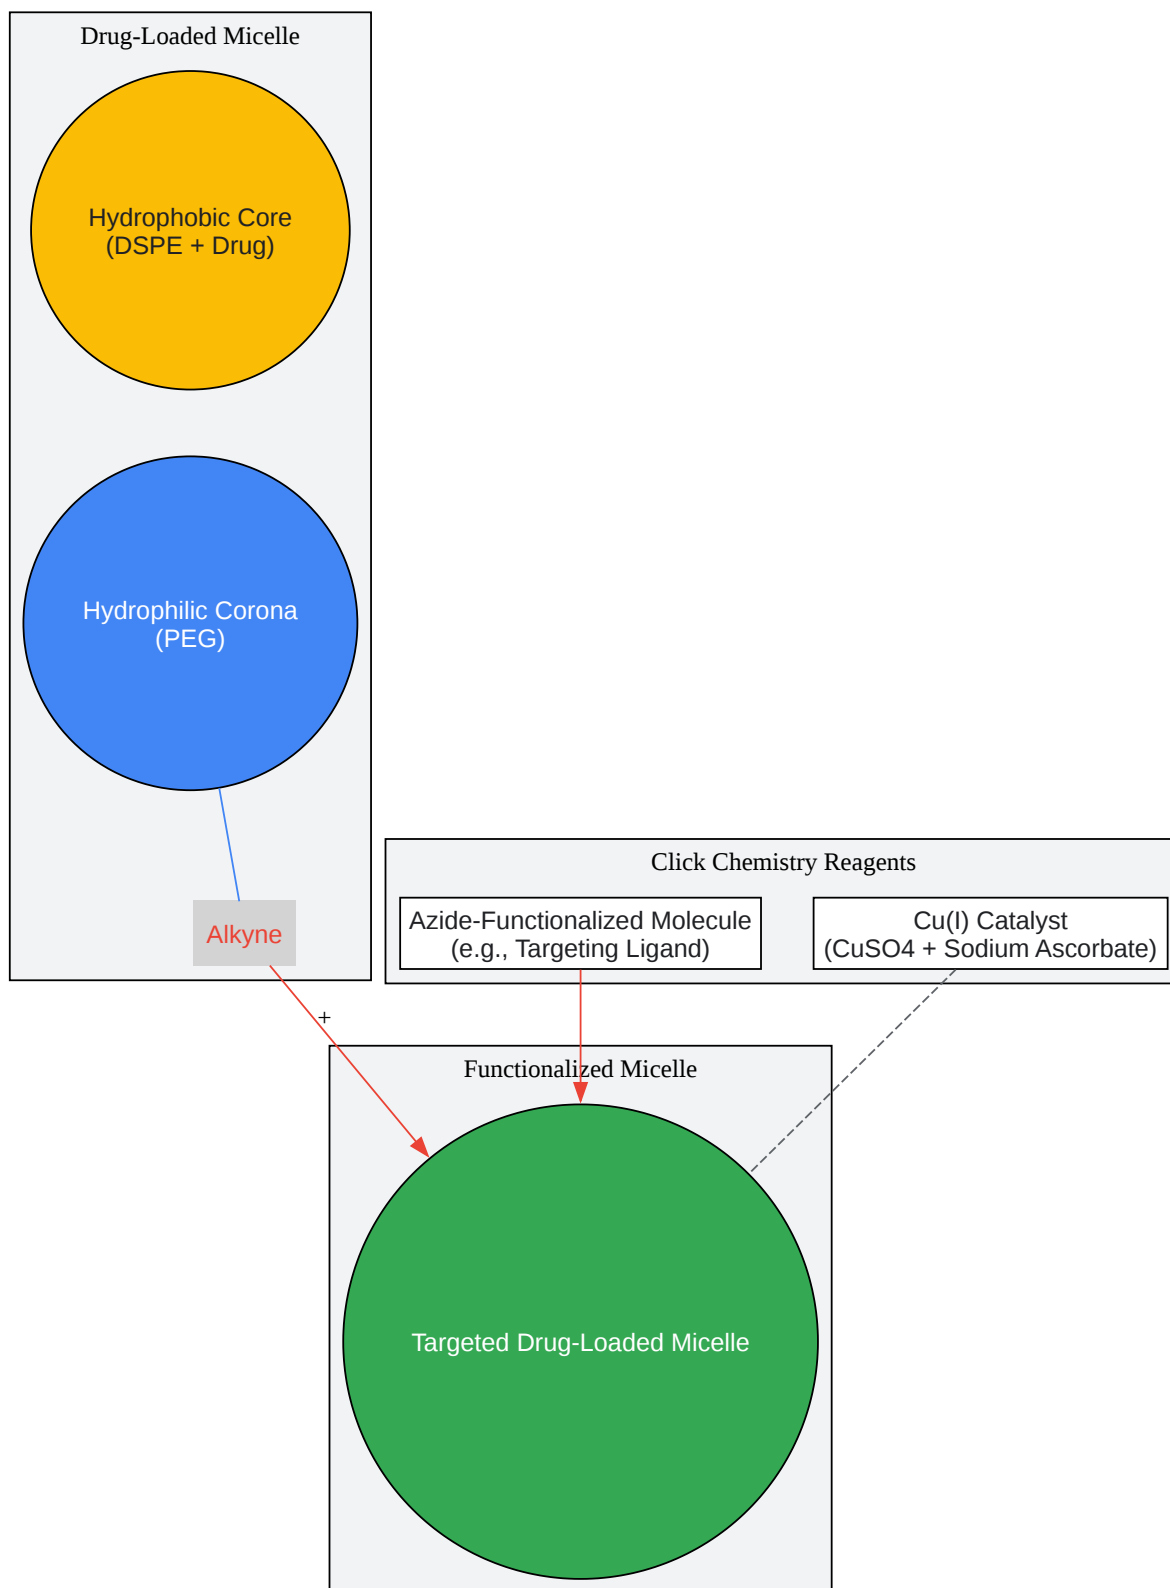 Drug-Loaded Micelle
Hydrophobic Core
(DSPE + Drug)
Hydrophilic Corona
(PEG)
Alkyne
Click Chemistry Reagents
Azide-Functionalized Molecule
(e.g., Targeting Ligand)
Cu(I) Catalyst
(CuSO4 + Sodium Ascorbate)
+
Functionalized Micelle
Targeted Drug-Loaded Micelle